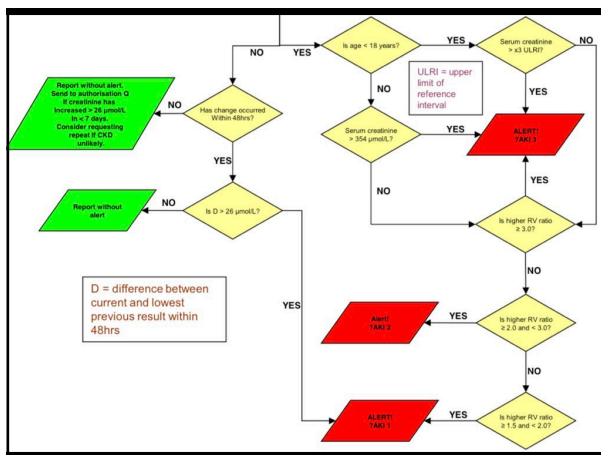 Is age < 18 years?
YES
Serum creatinine
> x3 ULRI?
NO
NO
YES
ULRI = upper
limit of
reference
interval
Report without alert.
Send to authorisation Q
If creatinine has
Increased > 26 µmol/L
In < 7 days.
Consider requesting
repeat If CKD
unlikely.
NO
Has change occurred
Within 48hrs?
NO
YES
Serum creatinine
> 354 µmol/L?
YES
ALERT!
?AKI 3
YES
NO
YES
Report without
alert
NO
Is D > 26 µmol/L?
Is higher RV ratio
≥ 3.0?
D = difference between
current and lowest
previous result within
48hrs
YES
NO
Alert!
?AKI 2
YES
Is higher RV ratio
≥ 2.0 and < 3.0?
NO
ALERT!
?AKI 1
YES
Is higher RV ratio
≥ 1.5 and < 2.0?